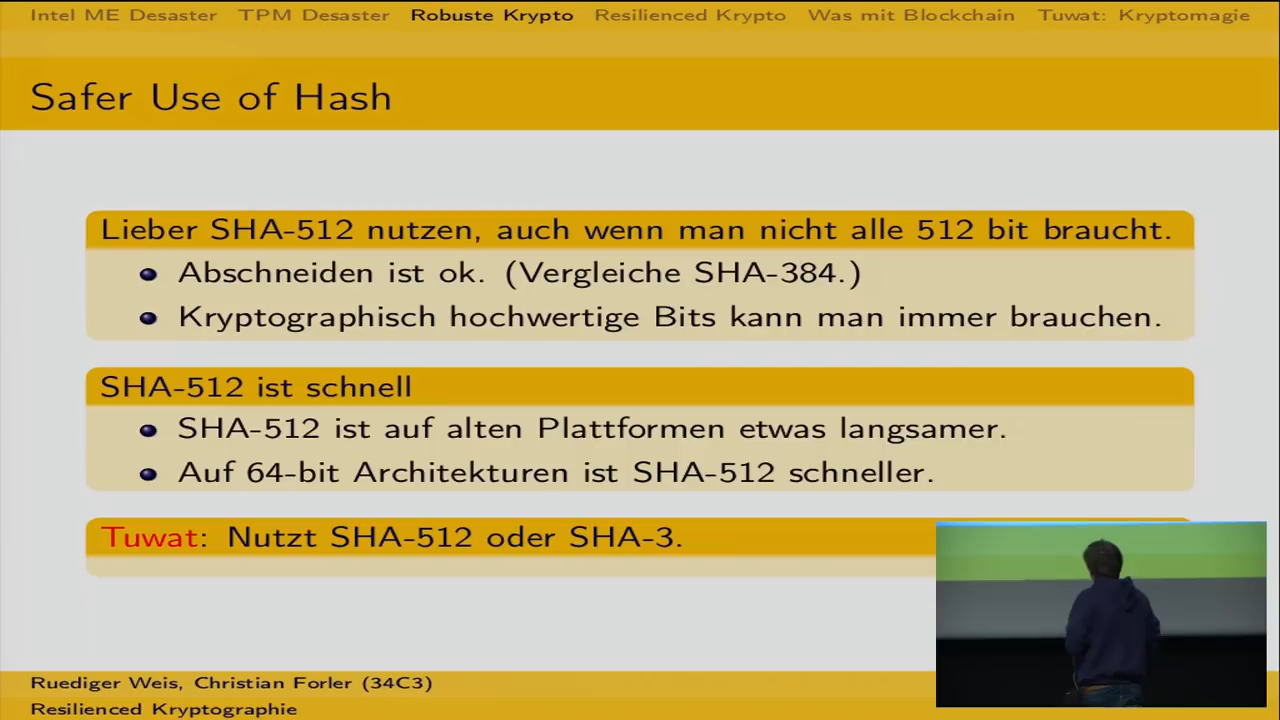 Intel ME Desaster TPM Desaster Robuste Krypto Resilienced Krypto Was mit Blockchain Tuwat: Kryptomagie
Safer Use of Hash
Lieber SHA-512 nutzen, auch wenn man nicht alle 512 bit braucht.
Abschneiden ist ok. (Vergleiche SHA-384.)
Kryptographisch hochwertige Bits kann man immer brauchen.
SHA-512 ist schnell
SHA-512 ist auf alten Plattformen etwas langsamer.
Auf 64-bit Architekturen ist SHA-512 schneller.
Tuwat: Nutzt SHA-512 oder SHA-3.
Ruediger Weis, Christian Forler (34C3)
Resilienced Kryptographie